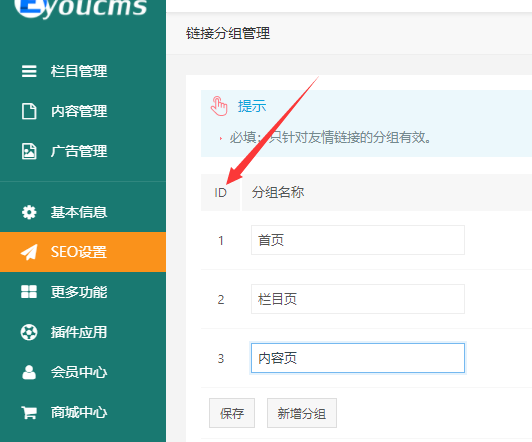 Eyoucms
链接分组管理
栏目管理
内容管理
广告管理
基本信息
SEO设置
更多功能
插件应用
会员中心
商城中心
提示
必填：只针对友情链接的分组有效。
ID 分组名称
1 首页
2 栏目页
3 内容页
保存 新增分组